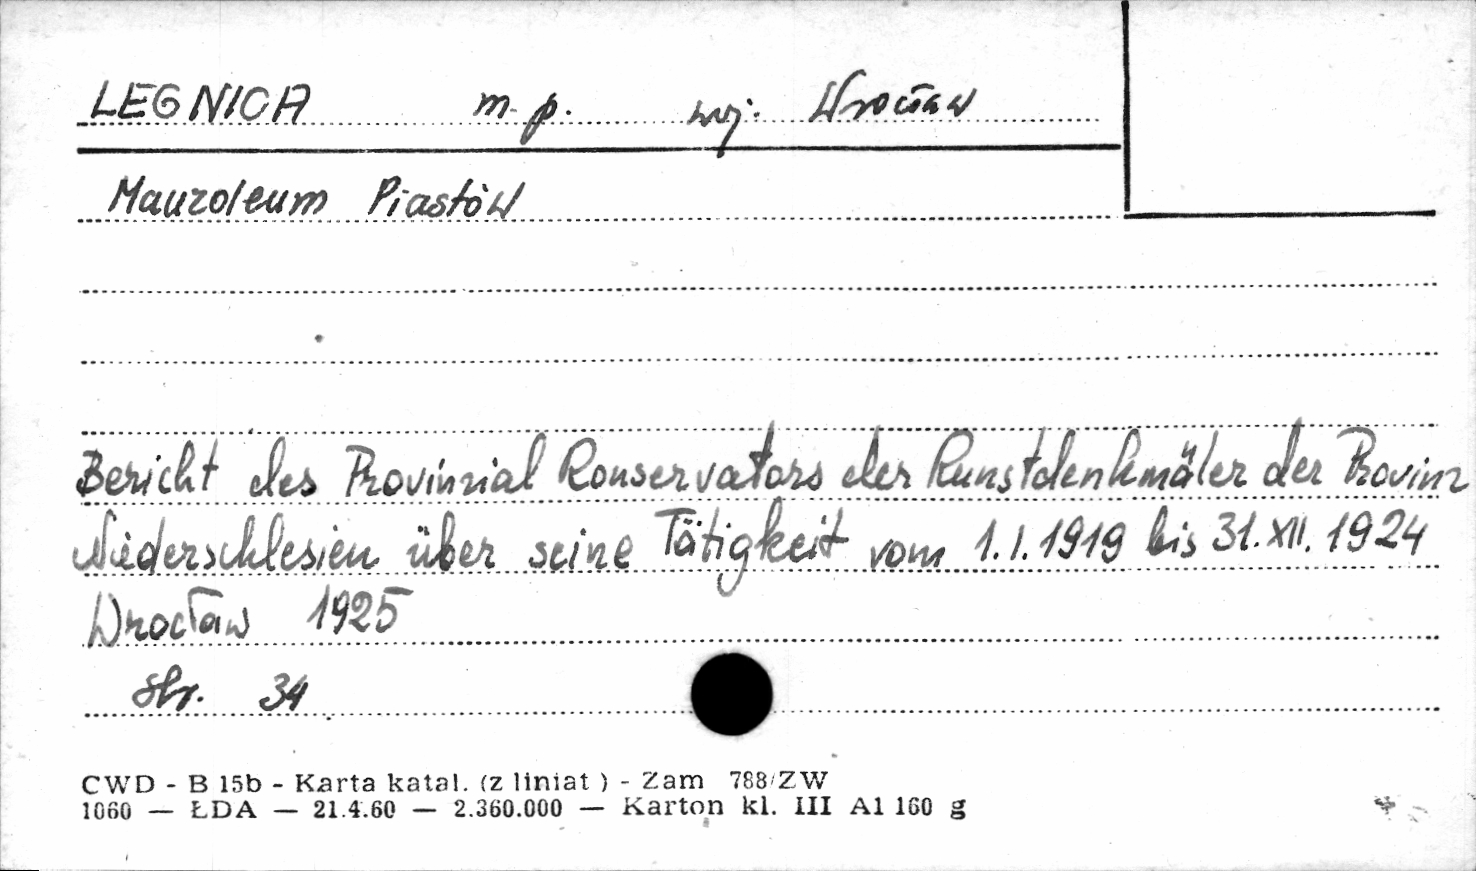 LEGNICA m. p. woj. Wrocław
Mauzoleum Piastów
Bericht des Provinzial Konservators der Kunstdenkmäler der Provinz
Niederschlesien über seine Tätigkeit vom 1.I.1919 bis 31.XII.1924
Wrocław 1925
str. 34
CWD - B 15b - Karta katal. (z liniat ) - Zam 788/ZW
1060 — ŁDA — 21.4.60 — 2.360.000 — Karton kl. III A1 160 g